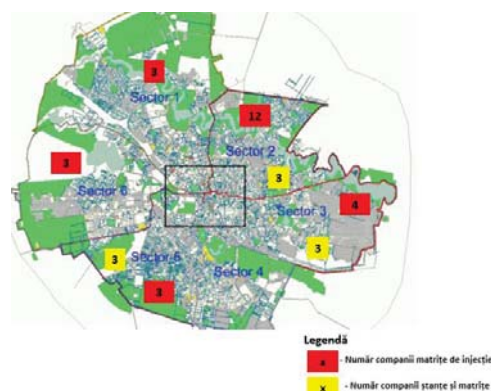 3
Sector 1
12
Sector 2
3
3
Sector 6
Sector 3
4
3
3
Sector 5
Sector 4
3
Legendă
x - Număr companii matrițe de injecție
x - Număr companii ștanțe și matrițe